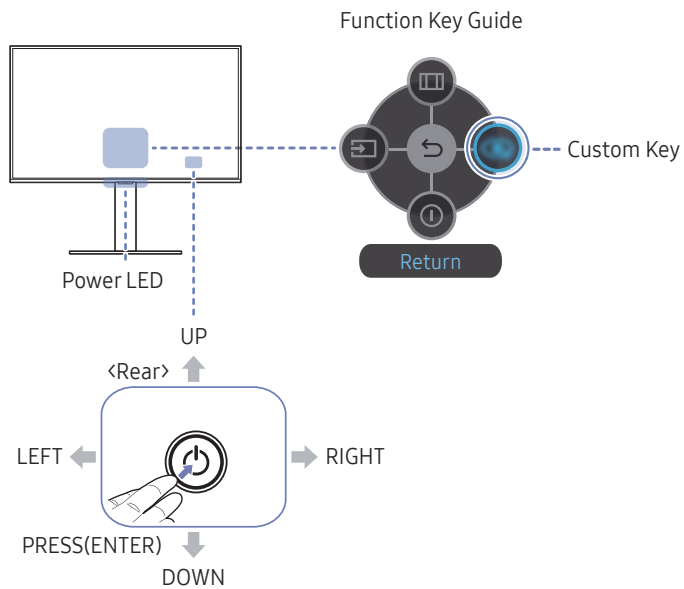 Function Key Guide
Custom Key
Return
Power LED
UP
<Rear>
LEFT
RIGHT
PRESS(ENTER)
DOWN